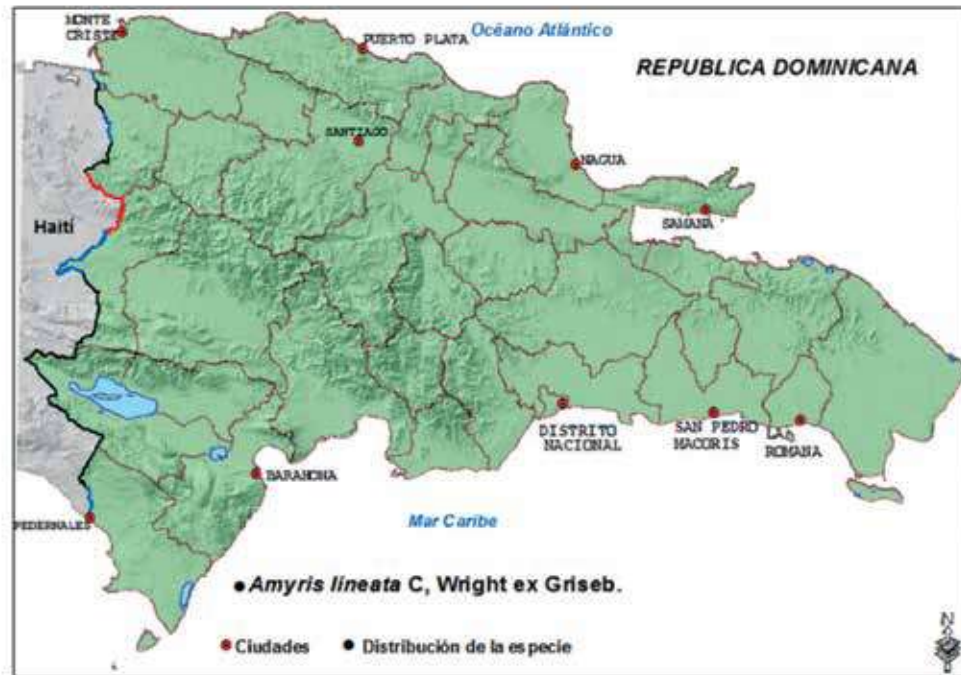 MONTE
CRISTI
PUERTO PLATA
Océano Atlántico
REPUBLICA DOMINICANA
SANTIAGO
NAGUA
SAMANA
Haití
DISTRITO
NACIONAL
SAN PEDRO
MACORIS
LA
ROMANA
BARAHONA
PEDERNALES
Mar Caribe
Amyris lineata C, Wright ex Griseb.
Ciudades
Distribución de la especie
N